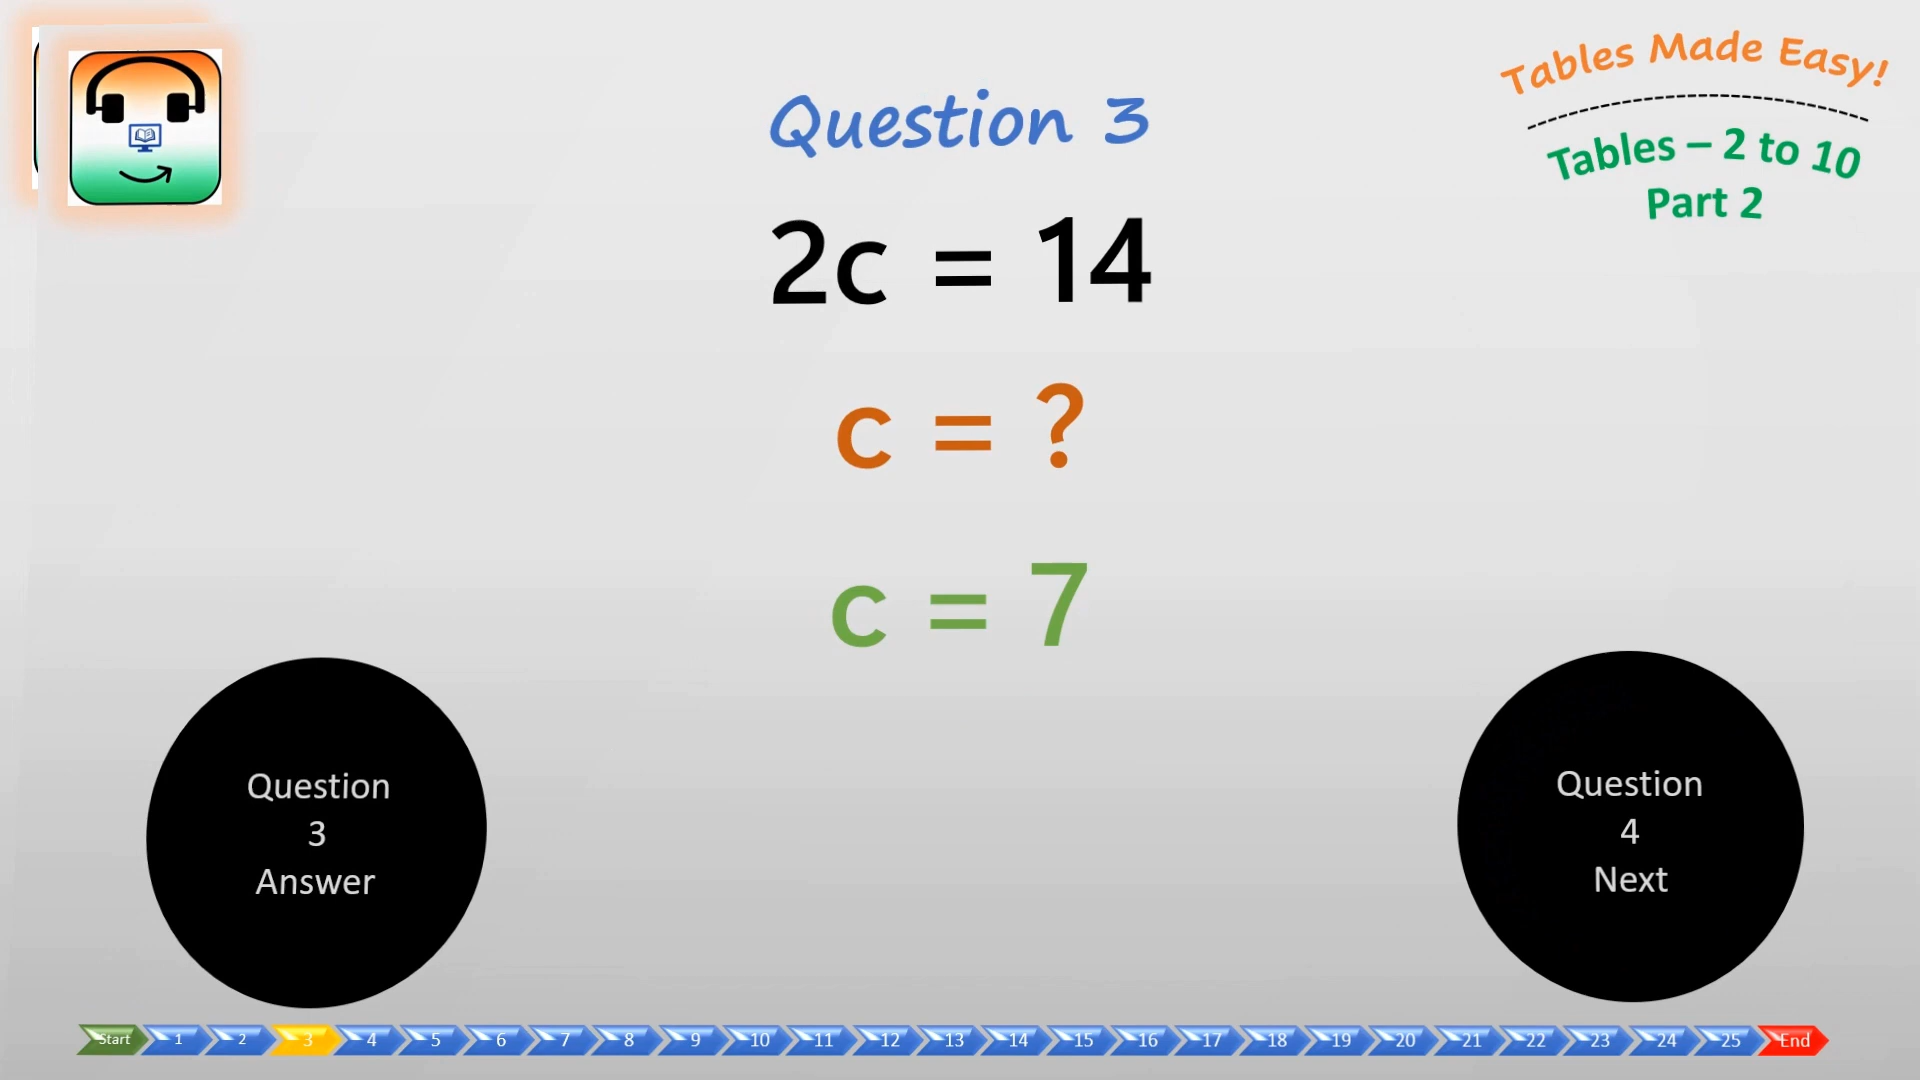 Question 3
Tables Made Easy!
Tables – 2 to 10
Part 2
2c = 14
c = ?
c = 7
Question
3
Answer
Question
4
Next
Start 1 2 3 4 5 6 7 8 9 10 11 12 13 14 15 16 17 18 19 20 21 22 23 24 25 End